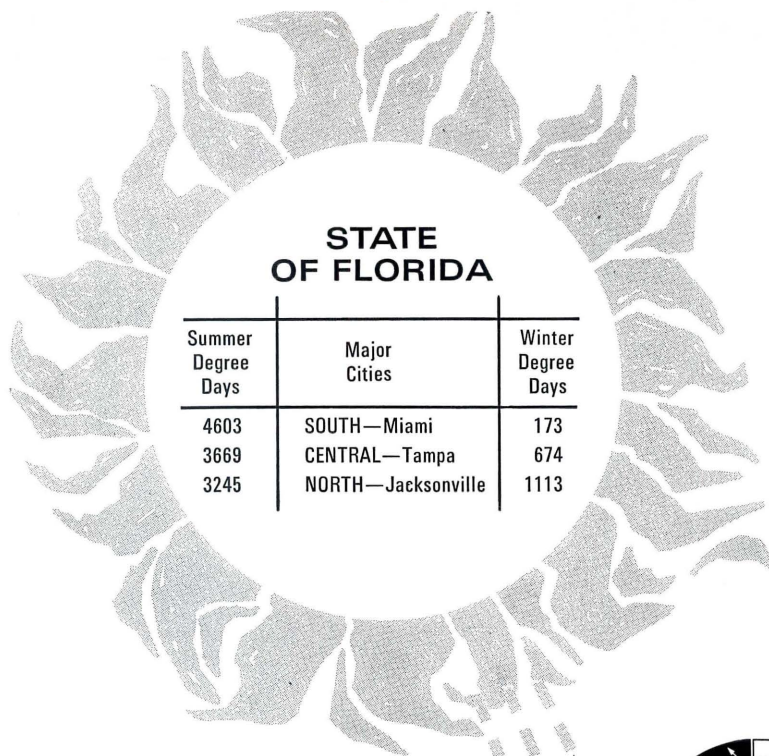 STATE
OF FLORIDA
Summer
Degree
Days
Major
Cities
Winter
Degree
Days
4603 SOUTH—Miami 173
3669 CENTRAL—Tampa 674
3245 NORTH—Jacksonville 1113